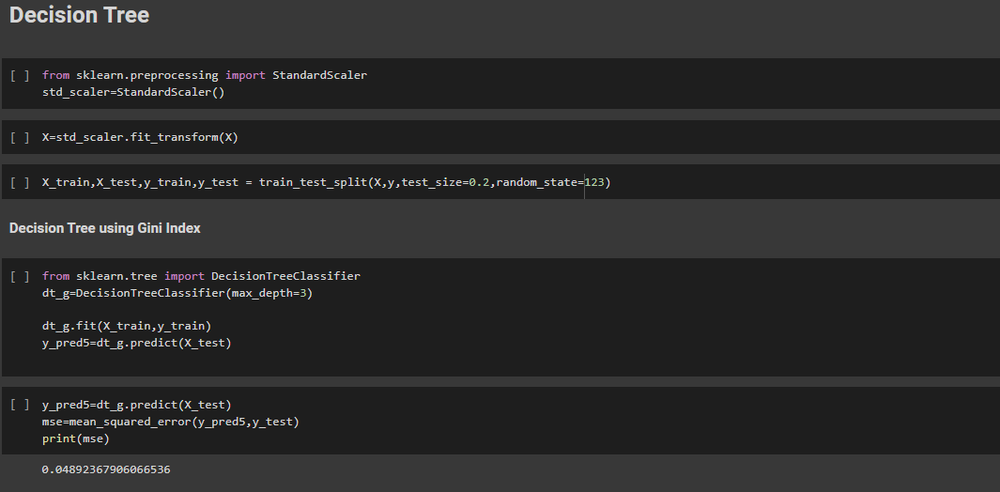 Decision Tree
[ ] from sklearn.preprocessing import StandardScaler
std_scaler=StandardScaler()
[ ] X=std_scaler.fit_transform(X)
[ ] X_train,X_test,y_train,y_test = train_test_split(X,y,test_size=0.2,random_state=123)
Decision Tree using Gini Index
[ ] from sklearn.tree import DecisionTreeClassifier
dt_g=DecisionTreeClassifier(max_depth=3)
dt_g.fit(X_train,y_train)
y_pred5=dt_g.predict(X_test)
[ ] y_pred5=dt_g.predict(X_test)
mse=mean_squared_error(y_pred5,y_test)
print(mse)
0.04892367906066536